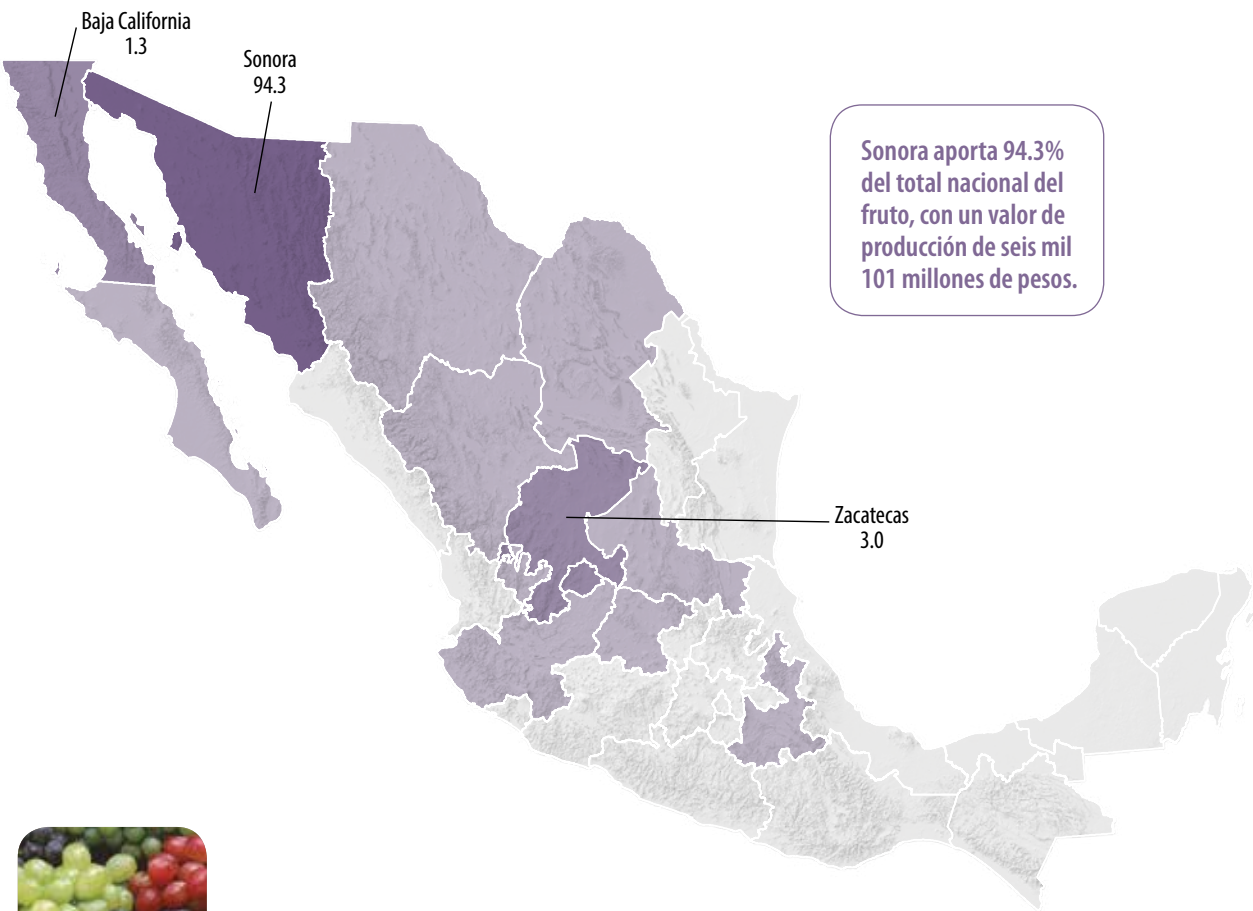 Baja California
1.3
Sonora
94.3
Sonora aporta 94.3%
del total nacional del
fruto, con un valor de
producción de seis mil
101 millones de pesos.
Zacatecas
3.0